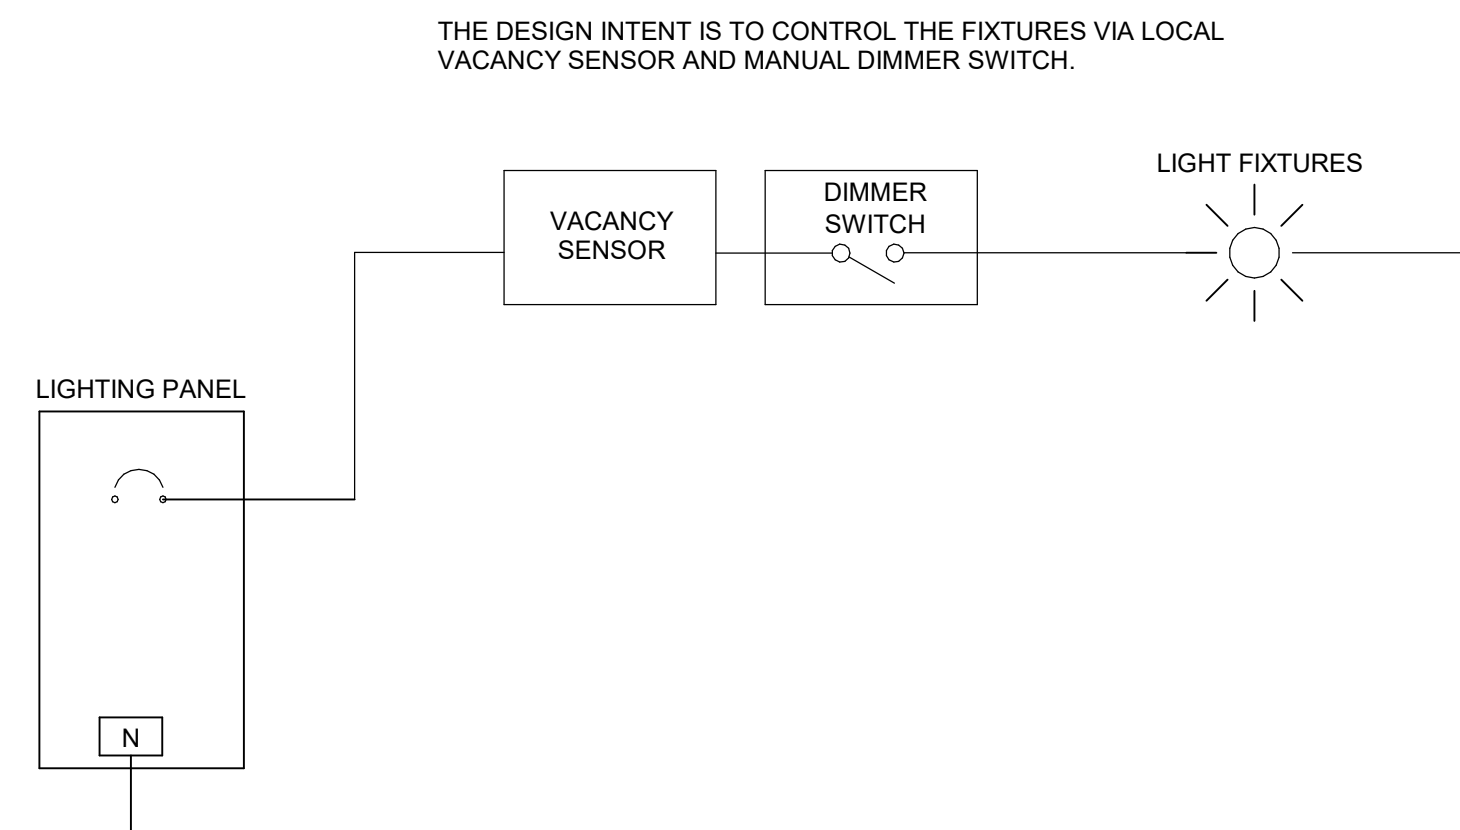 THE DESIGN INTENT IS TO CONTROL THE FIXTURES VIA LOCAL
VACANCY SENSOR AND MANUAL DIMMER SWITCH.
LIGHT FIXTURES
VACANCY
SENSOR
DIMMER
SWITCH
LIGHTING PANEL
N